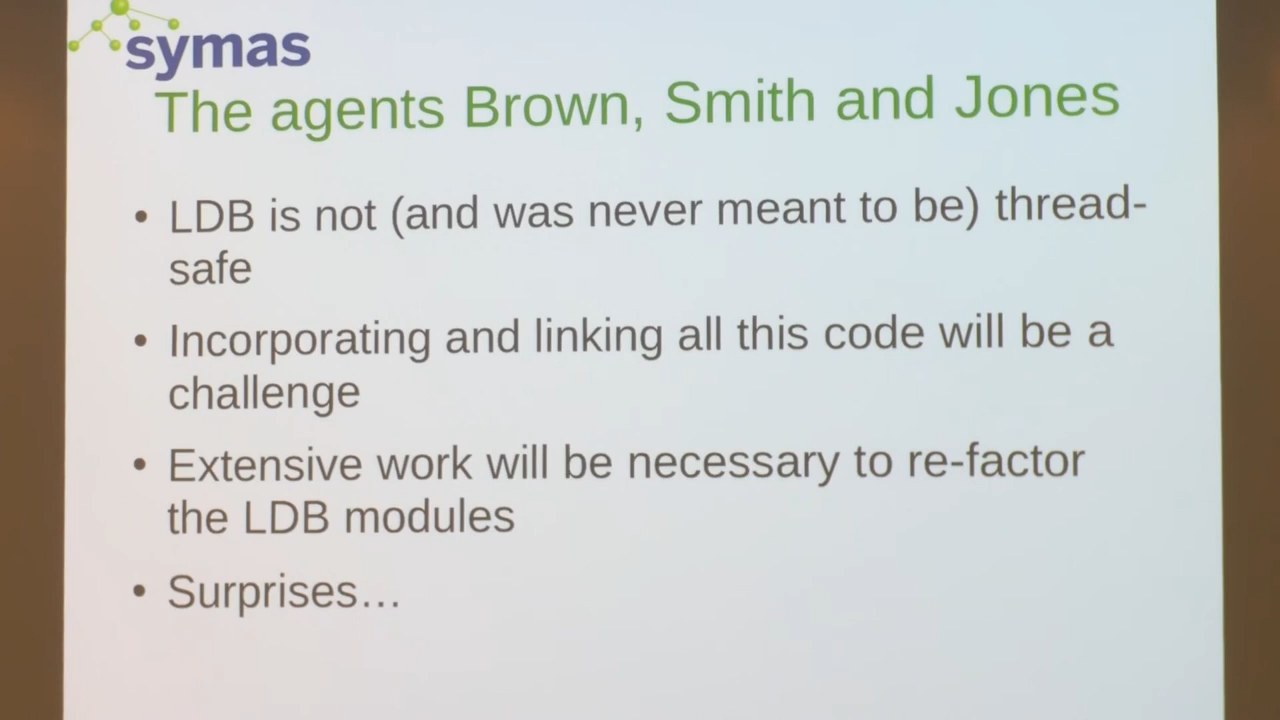 symas
The agents Brown, Smith and Jones
• LDB is not (and was never meant to be) thread-
safe
• Incorporating and linking all this code will be a
challenge
• Extensive work will be necessary to re-factor
the LDB modules
• Surprises…